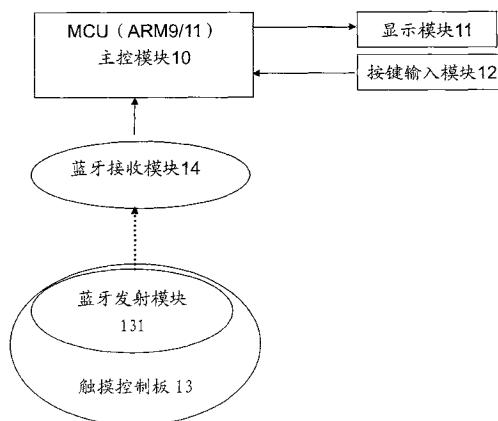 MCU（ARM9/11）
主控模块10
显示模块11
按键输入模块12
蓝牙接收模块14
蓝牙发射模块
131
触摸控制板 13